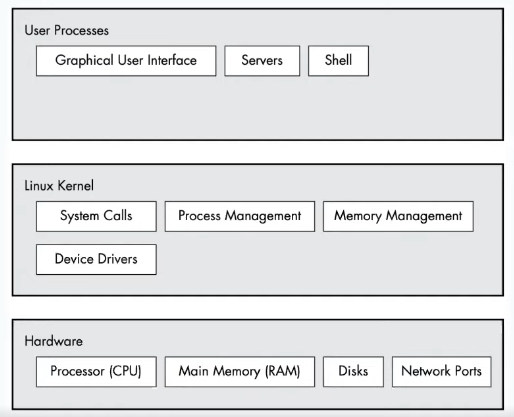 User Processes
Graphical User Interface
Servers
Shell
Linux Kernel
System Calls
Process Management
Memory Management
Device Drivers
Hardware
Processor (CPU)
Main Memory (RAM)
Disks
Network Ports